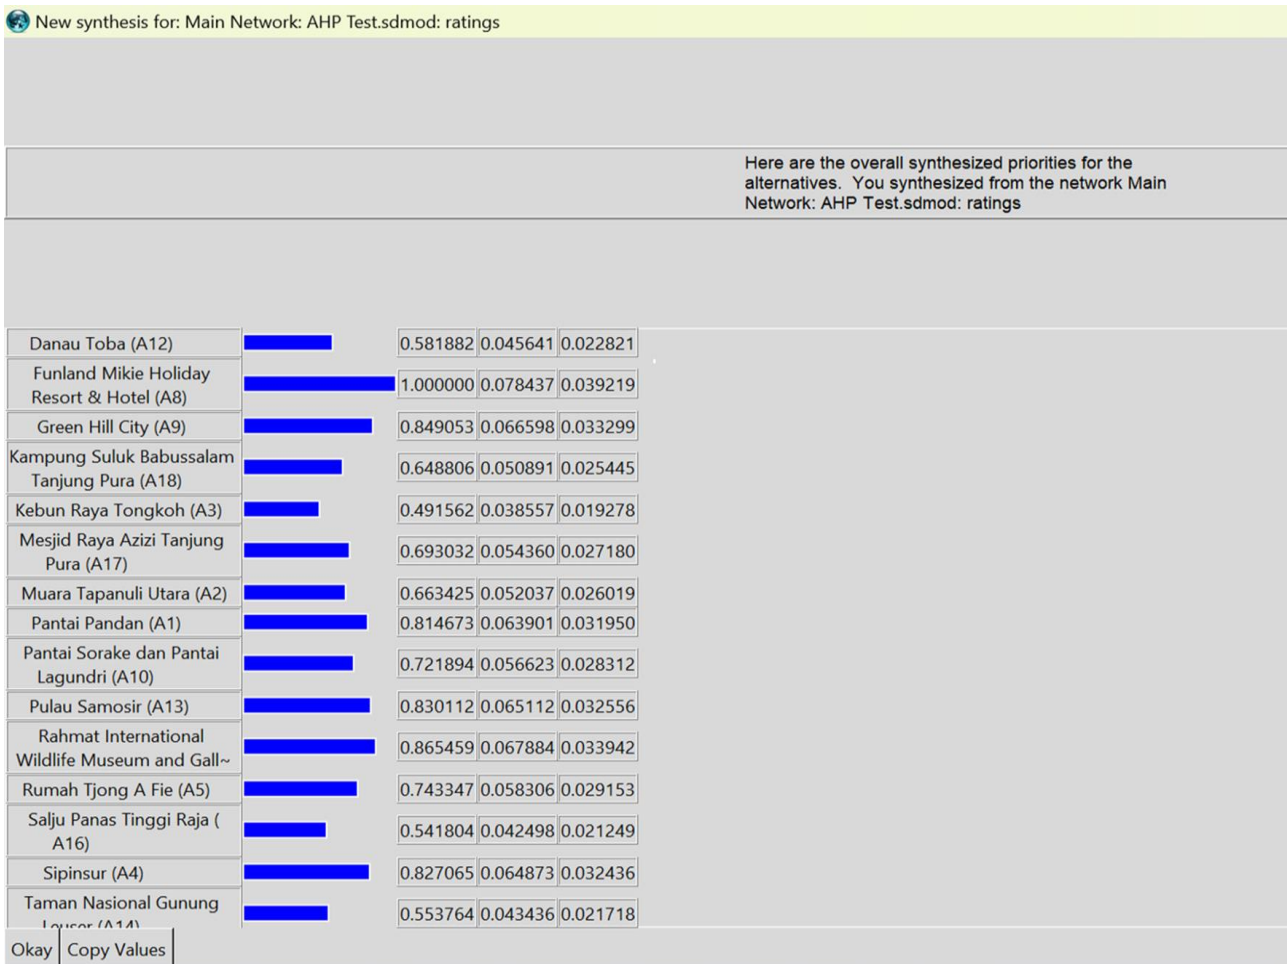 New synthesis for: Main Network: AHP Test.sdmod: ratings
Here are the overall synthesized priorities for the
alternatives.  You synthesized from the network Main
Network: AHP Test.sdmod: ratings
Danau Toba (A12) 0.581882 0.045641 0.022821
Funland Mikie Holiday
Resort & Hotel (A8) 1.000000 0.078437 0.039219
Green Hill City (A9) 0.849053 0.066598 0.033299
Kampung Suluk Babussalam
Tanjung Pura (A18) 0.648806 0.050891 0.025445
Kebun Raya Tongkoh (A3) 0.491562 0.038557 0.019278
Mesjid Raya Azizi Tanjung
Pura (A17) 0.693032 0.054360 0.027180
Muara Tapanuli Utara (A2) 0.663425 0.052037 0.026019
Pantai Pandan (A1) 0.814673 0.063901 0.031950
Pantai Sorake dan Pantai
Lagundri (A10) 0.721894 0.056623 0.028312
Pulau Samosir (A13) 0.830112 0.065112 0.032556
Rahmat International
Wildlife Museum and Gall~ 0.865459 0.067884 0.033942
Rumah Tjong A Fie (A5) 0.743347 0.058306 0.029153
Salju Panas Tinggi Raja (
A16) 0.541804 0.042498 0.021249
Sipinsur (A4) 0.827065 0.064873 0.032436
Taman Nasional Gunung
Leuser (A14) 0.553764 0.043436 0.021718
Okay Copy Values